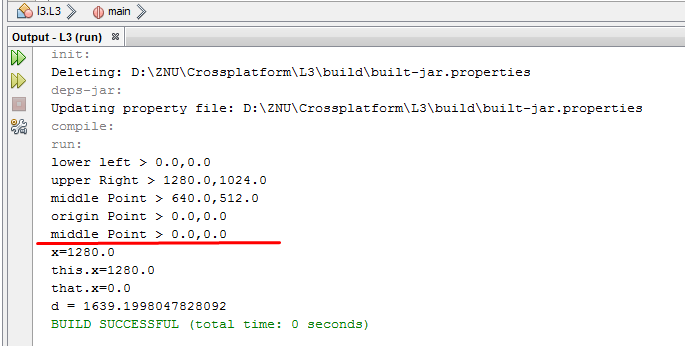 l3.L3 main
Output - L3 (run)
init:
Deleting: D:\ZNU\Crossplatform\L3\build\built-jar.properties
deps-jar:
Updating property file: D:\ZNU\Crossplatform\L3\build\built-jar.properties
compile:
run:
lower left > 0.0,0.0
upper Right > 1280.0,1024.0
middle Point > 640.0,512.0
origin Point > 0.0,0.0
middle Point > 0.0,0.0
x=1280.0
this.x=1280.0
that.x=0.0
d = 1639.1998047828092
BUILD SUCCESSFUL (total time: 0 seconds)